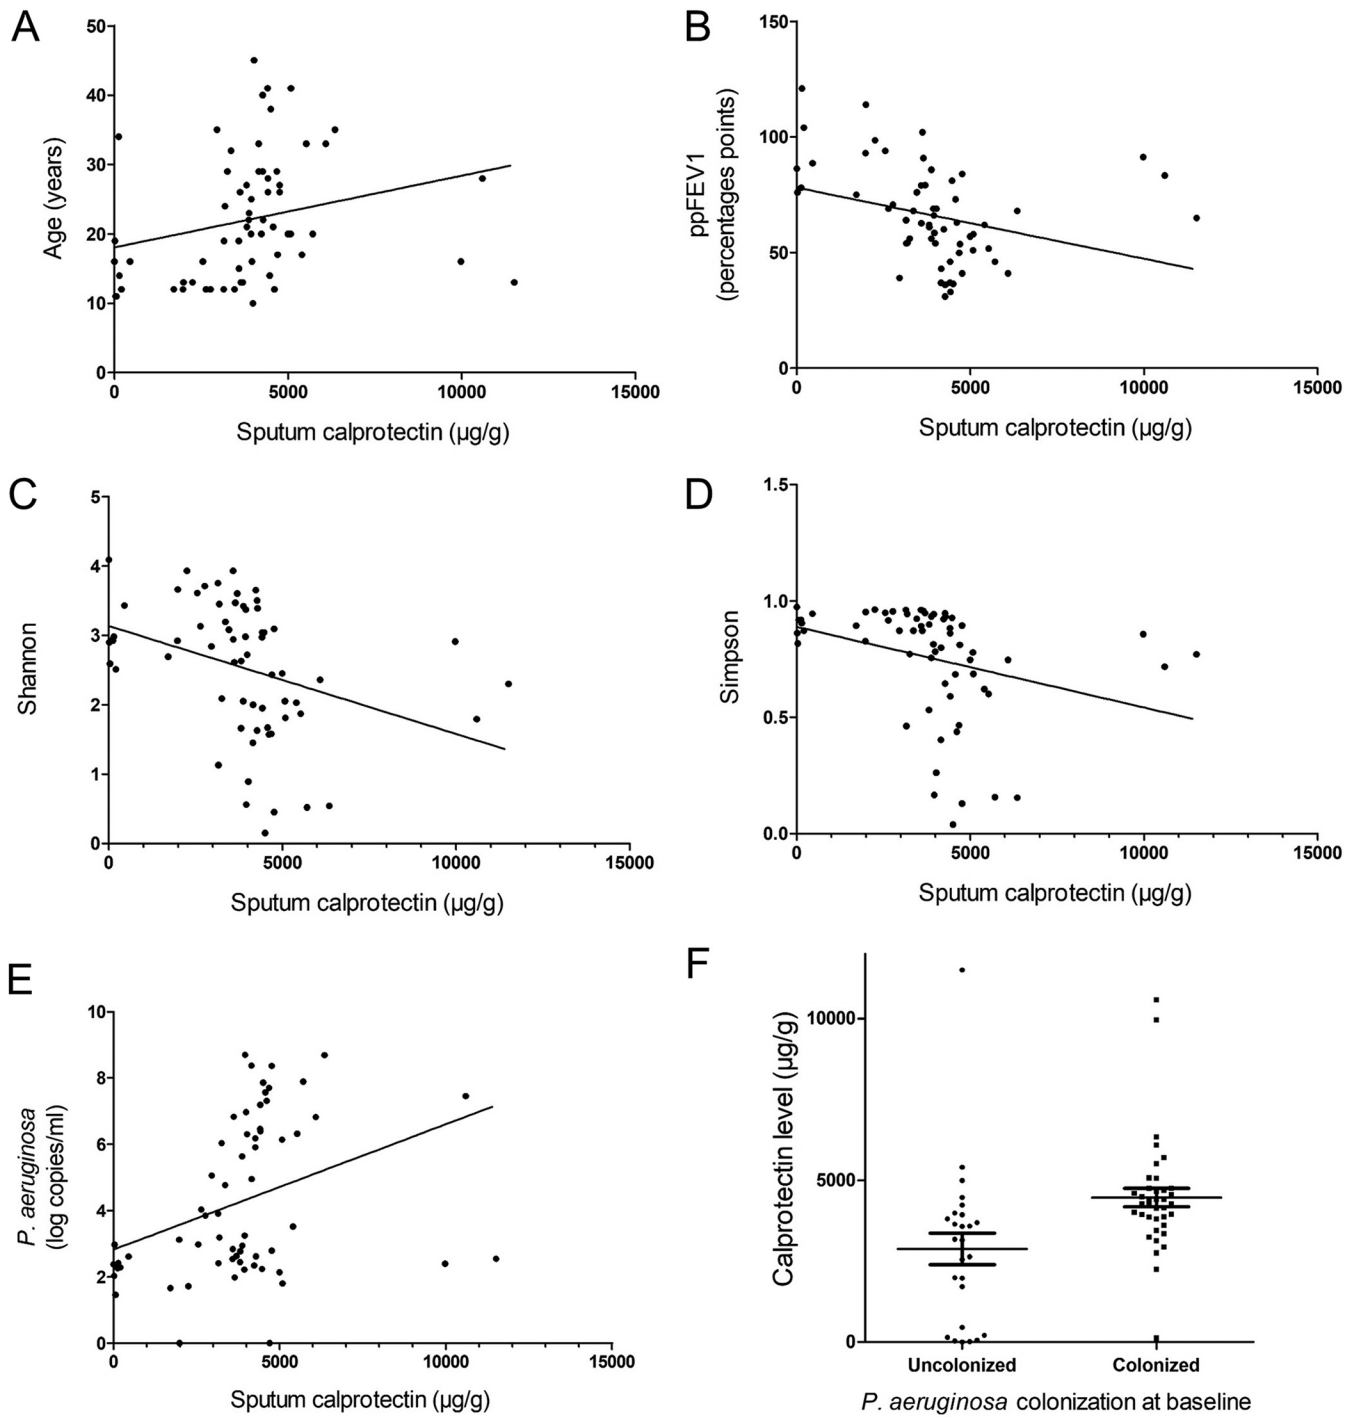 A
50
40
30
20
10
0
Age (years)
0 5000 10000 15000
Sputum calprotectin (µg/g)
B
150
100
50
0
ppFEV1
(percentages points)
0 5000 10000 15000
Sputum calprotectin (µg/g)
C
5
4
3
2
1
0
Shannon
0 5000 10000 15000
Sputum calprotectin (µg/g)
D
1.5
1.0
0.5
0.0
Simpson
0 5000 10000 15000
Sputum calprotectin (µg/g)
E
10
8
6
4
2
0
P. aeruginosa
(log copies/ml)
0 5000 10000 15000
Sputum calprotectin (µg/g)
F
10000
5000
0
Calprotectin level (µg/g)
Uncolonized Colonized
P. aeruginosa colonization at baseline